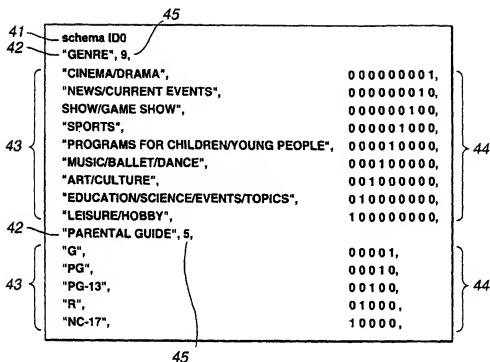 45
41 schema ID0
42 "GENRE", 9,
"CINEMA/DRAMA", 000000001,
"NEWS/CURRENT EVENTS", 000000010,
SHOW/GAME SHOW", 000000100,
"SPORTS", 000001000,
43 "PROGRAMS FOR CHILDREN/YOUNG PEOPLE", 000010000, 44
"MUSIC/BALLET/DANCE", 000100000,
"ART/CULTURE", 001000000,
"EDUCATION/SCIENCE/EVENTS/TOPICS", 010000000,
"LEISURE/HOBBY", 100000000,
42 "PARENTAL GUIDE", 5,
"G", 00001,
"PG", 00010,
43 "PG-13", 00100, 44
"R", 01000,
"NC-17", 10000,
45